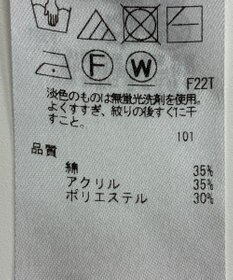 F
W
F22T
淡色のものは無蛍光洗剤を使用。
よくすすぎ、絞りの後すぐに干
すこと。
101
品質
綿 35%
アクリル 35%
ポリエステル 30%